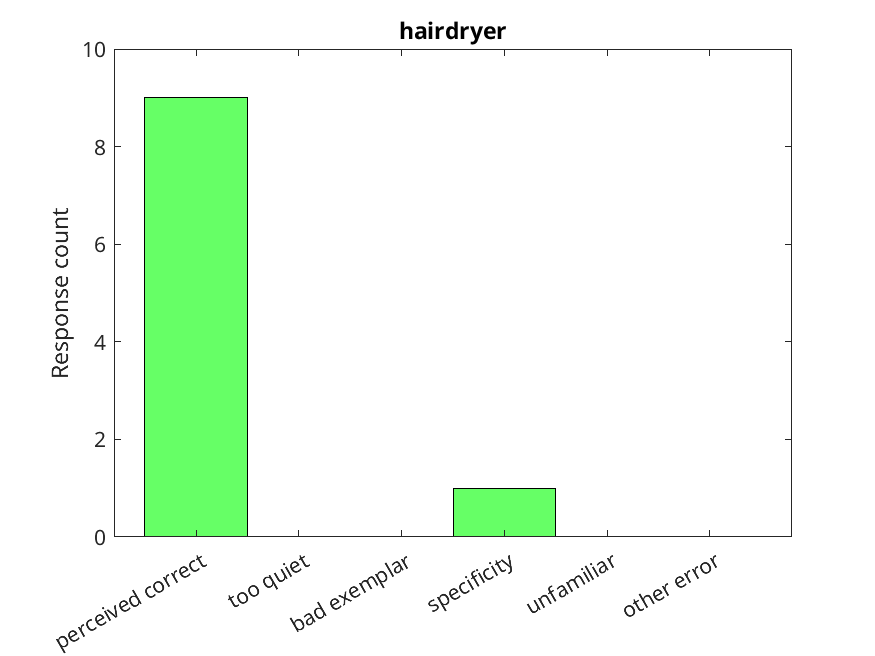 hairdryer
10
8
6
4
2
0
Response count
perceived correct
too quiet
bad exemplar
specificity
unfamiliar
other error